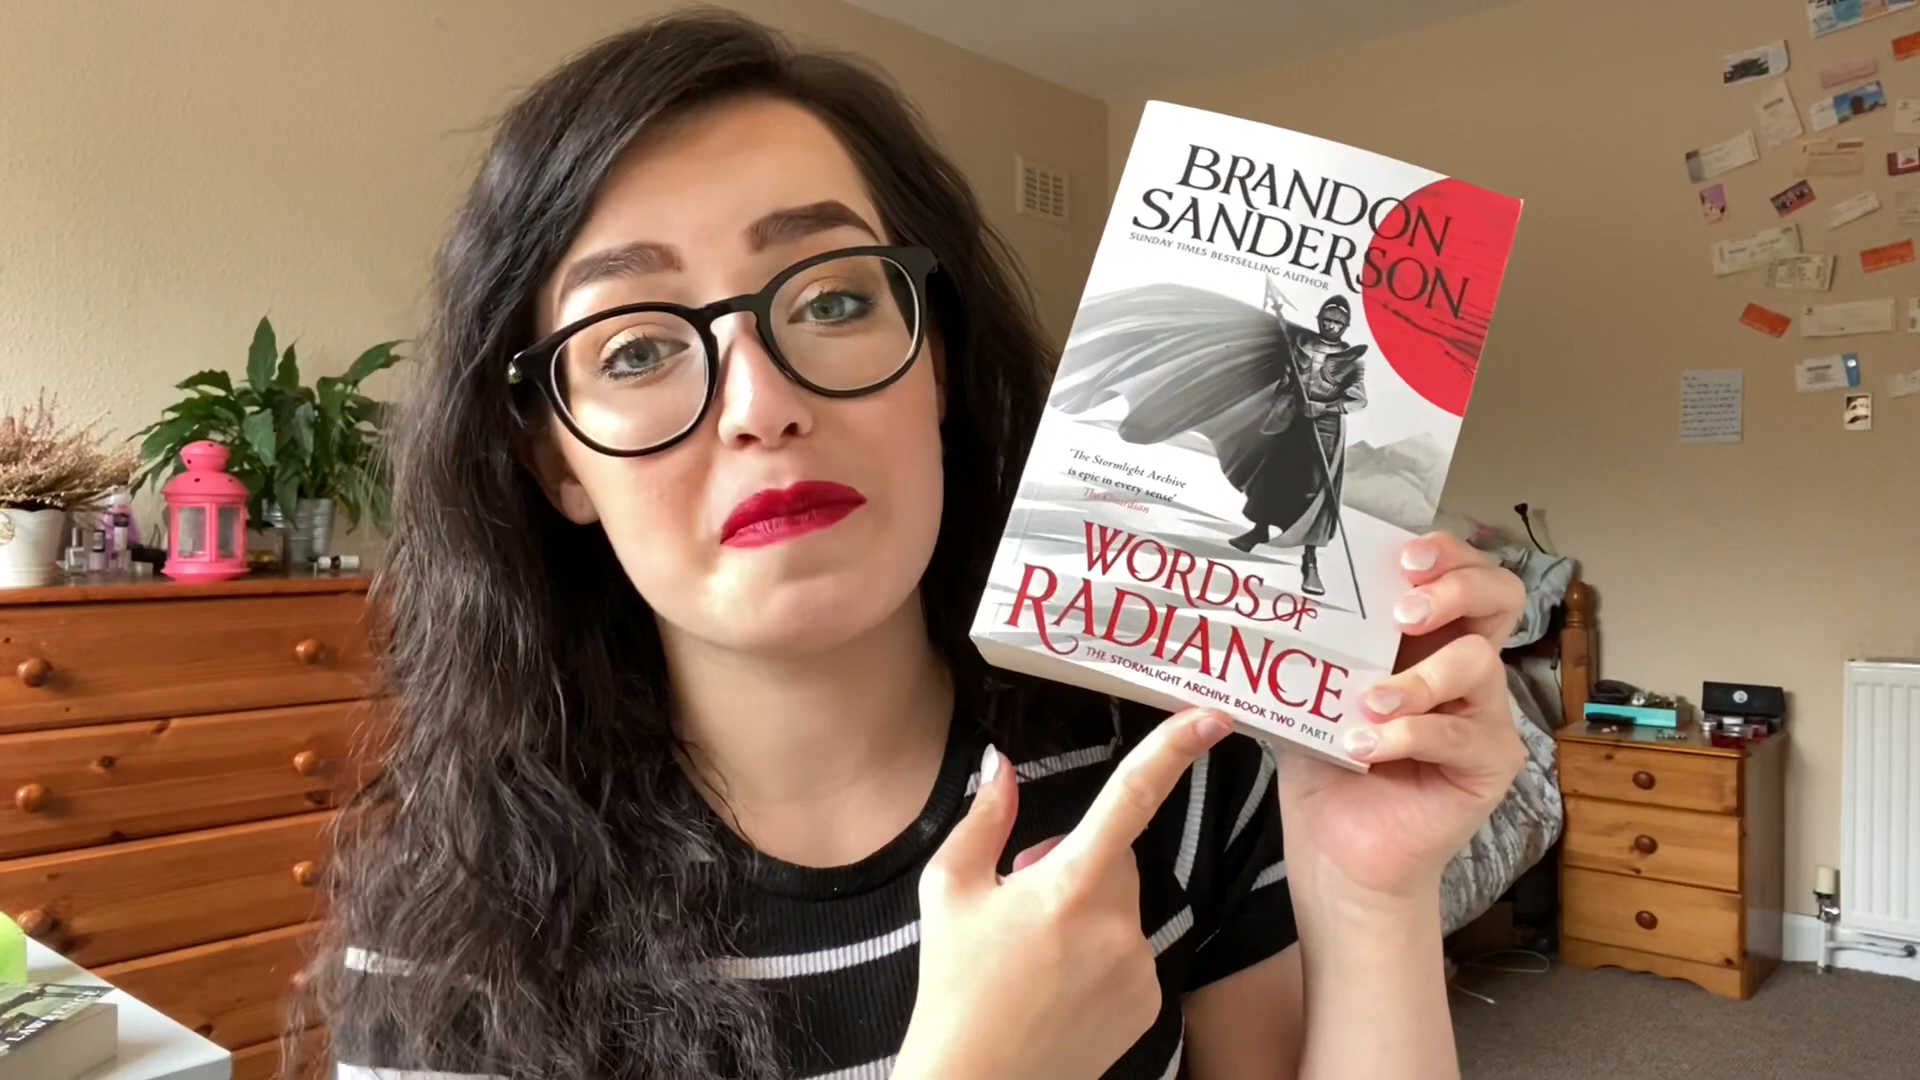 BRANDON
SANDERSON
SUNDAY TIMES BESTSELLING AUTHOR
'The Stormlight Archive
is epic in every sense'
The Guardian
WORDS OF
RADIANCE
THE STORMLIGHT ARCHIVE BOOK TWO PART I